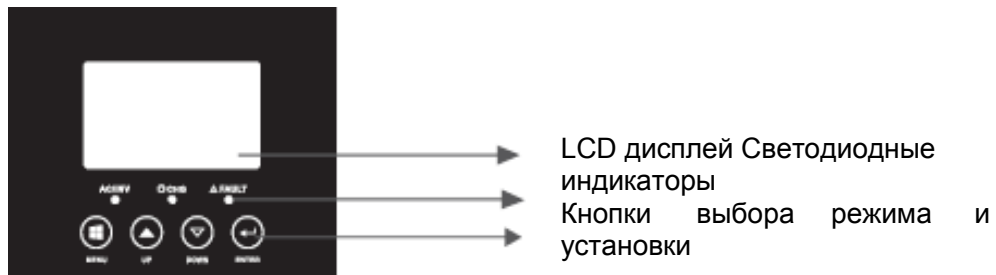 LCD дисплей Светодиодные
индикаторы
Кнопки выбора режима и
установки
AC/INV CHG FAULT
MENU UP DOWN ENTER